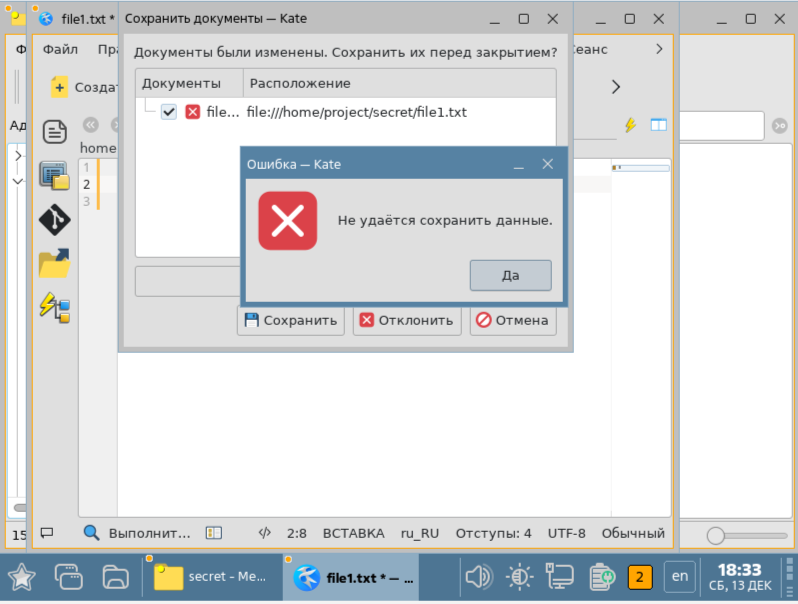 file1.txt *
Сохранить документы — Kate
Ф
Файл
Пра
Сеанс
Документы были изменены. Сохранить их перед закрытием?
Создат
Документы
Расположение
file... file:///home/project/secret/file1.txt
Ад
home
Ошибка — Kate
1
2
3
Не удаётся сохранить данные.
Да
Сохранить
Отклонить
Отмена
15
Выполнит...
2:8
ВСТАВКА
ru_RU
Отступы: 4
UTF-8
Обычный
secret - Ме...
file1.txt * — ...
2
en
18:33
СБ, 13 ДЕК